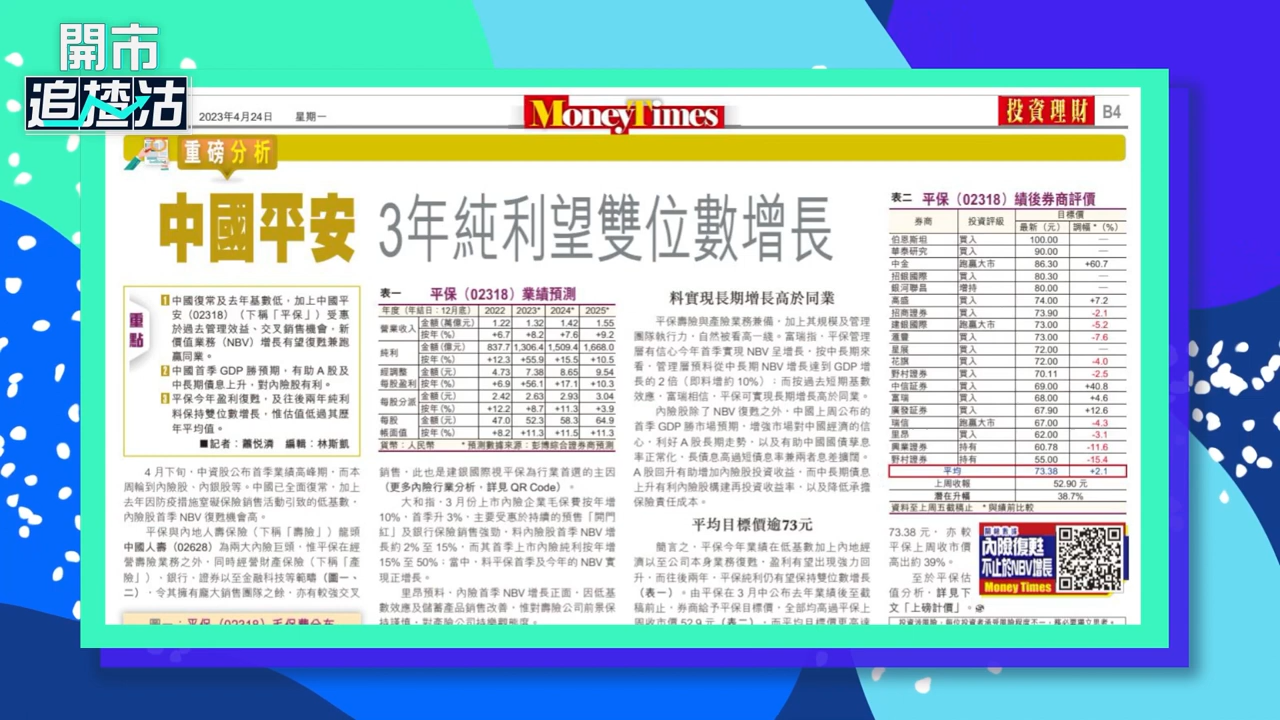 開市
追揸沽
2023年4月24日 星期一
MoneyTimes
投資理財 B4
重磅分析
中國平安 3年純利望雙位數增長
重點
1 中國復常及去年基數低，加上中國平
安（02318）（下稱「平保」）受惠
於過去管理效益、交叉銷售機會，新
價值業務（NBV）增長有望復甦兼跑
贏同業。
2 中國首季GDP勝預期，有助A股及
中長期債息上升，對內險股有利。
3 平保今年盈利復甦，及往後兩年純利
料保持雙位數增長，惟估值低過其歷
年平均值。
■記者：蕭悅濟 編輯：林斯凱
4月下旬，中資股公布首季業績高峰期，而本
周輪到內險股、內銀股等。中國已全面復常，加上
去年因防疫措施窒礙保險銷售活動引致的低基數，
內險股首季NBV復甦機會高。
平保與內地人壽保險（下稱「壽險」）龍頭
中國人壽（02628）為兩大內險巨頭，惟平保在經
營壽險業務之外，同時經營財產保險（下稱「產
險」）、銀行、證券以至金融科技等範疇（圖一、
二），令其擁有龐大銷售團隊之餘，亦有較強交叉
圖一：平保（02318）毛保費分布
表一 平保（02318）業績預測
年度（年結日：12月底） 2022 2023* 2024* 2025*
營業收入 金額（萬億元） 1.22 1.32 1.42 1.55
按年（%） +6.7 +8.2 +7.6 +9.2
純利 金額（億元） 837.7 1,306.4 1,509.4 1,668.0
按年（%） +12.3 +55.9 +15.5 +10.5
經調整每股盈利 金額（元） 4.73 7.38 8.65 9.54
按年（%） +6.9 +56.1 +17.1 +10.3
每股分派 金額（元） 2.42 2.63 2.93 3.04
按年（%） +12.2 +8.7 +11.3 +3.9
每股帳面值 金額（元） 47.0 52.3 58.3 64.9
按年（%） +8.2 +11.3 +11.5 +11.3
貨幣：人民幣 *預測數據來源：彭博綜合證券商預測
銷售，此也是建銀國際視平保為行業首選的主因
（更多內險行業分析，詳見QR Code）。
大和指，3月份上市內險企業毛保費按年增
10%，首季升3%，主要受惠於持續的預售「開門
紅」及銀行保險銷售強勁，料內險股首季NBV增
長約2%至15%，而其首季上市內險純利按年增
15%至50%；當中，料平保首季及今年的NBV實
現正增長。
里昂預料，內險首季NBV增長正面，因低基
數效應及儲蓄產品銷售改善，惟對壽險公司前景保
持謹慎，對產險公司持樂觀態度。
料實現長期增長高於同業
平保壽險與產險業務兼備，加上其規模及管理
團隊執行力，自然被看高一綫。富瑞指，平保管理
層有信心今年首季實現NBV呈增長，按中長期來
看，管理層預料從中長期NBV增長達到GDP增
長的2倍（即料增約10%）；而按過去短期基數
效應，富瑞相信，平保可實現長期增長高於同業。
內險股除了NBV復甦之外，中國上周公布的
首季GDP勝市場預期，增強市場對中國經濟的信
心，利好A股長期走勢，以及有助中國國債孳息
率正常化，長債息高過短債息率兼兩者息差擴闊。
A股回升有助增加內險股投資收益，而中長期債息
上升有利內險股構建再投資收益率，以及降低承擔
保險責任成本。
平均目標價逾73元
簡言之，平保今年業績在低基數加上內地經
濟以至公司本身業務復甦，盈利有望出現強力回
升，而往後兩年，平保純利仍有望保持雙位數增長
（表一）。由平保在3月中公布去年業績後至截
稿前止，券商給予平保目標價，全部均高過平保上
周收市價52.9元（表二），而平均目標價更高達
表二 平保（02318）績後券商評價
券商 投資評級 目標價
最新（元） 調幅*（%）
伯恩斯坦 買入 100.00 —
華泰研究 買入 90.00 —
中金 跑贏大市 86.30 +60.7
招銀國際 買入 80.30 —
銀河聯昌 增持 80.00 —
高盛 買入 74.00 +7.2
招商證券 買入 73.90 -2.1
建銀國際 跑贏大市 73.00 -5.2
滙豐 買入 73.00 -7.6
星展 買入 72.00 —
花旗 買入 72.00 -4.0
野村證券 買入 70.11 -2.5
中信証券 買入 69.00 +40.8
富瑞 買入 68.00 +4.6
廣發證券 買入 67.90 +12.6
瑞信 跑贏大市 67.00 -4.3
里昂 買入 62.00 -3.1
興業證券 持有 60.78 -11.6
野村證券 持有 55.00 -15.4
平均 73.38 +2.1
上周收報 52.90元
潛在升幅 38.7%
資料至上周五截稿止 *與績前比較
73.38元，亦較
平保上周收市價
高出約39%。
至於平保估
值分析，詳見下
文「上磅計價」。
內險復甦
不止於NBV增長
Money Times